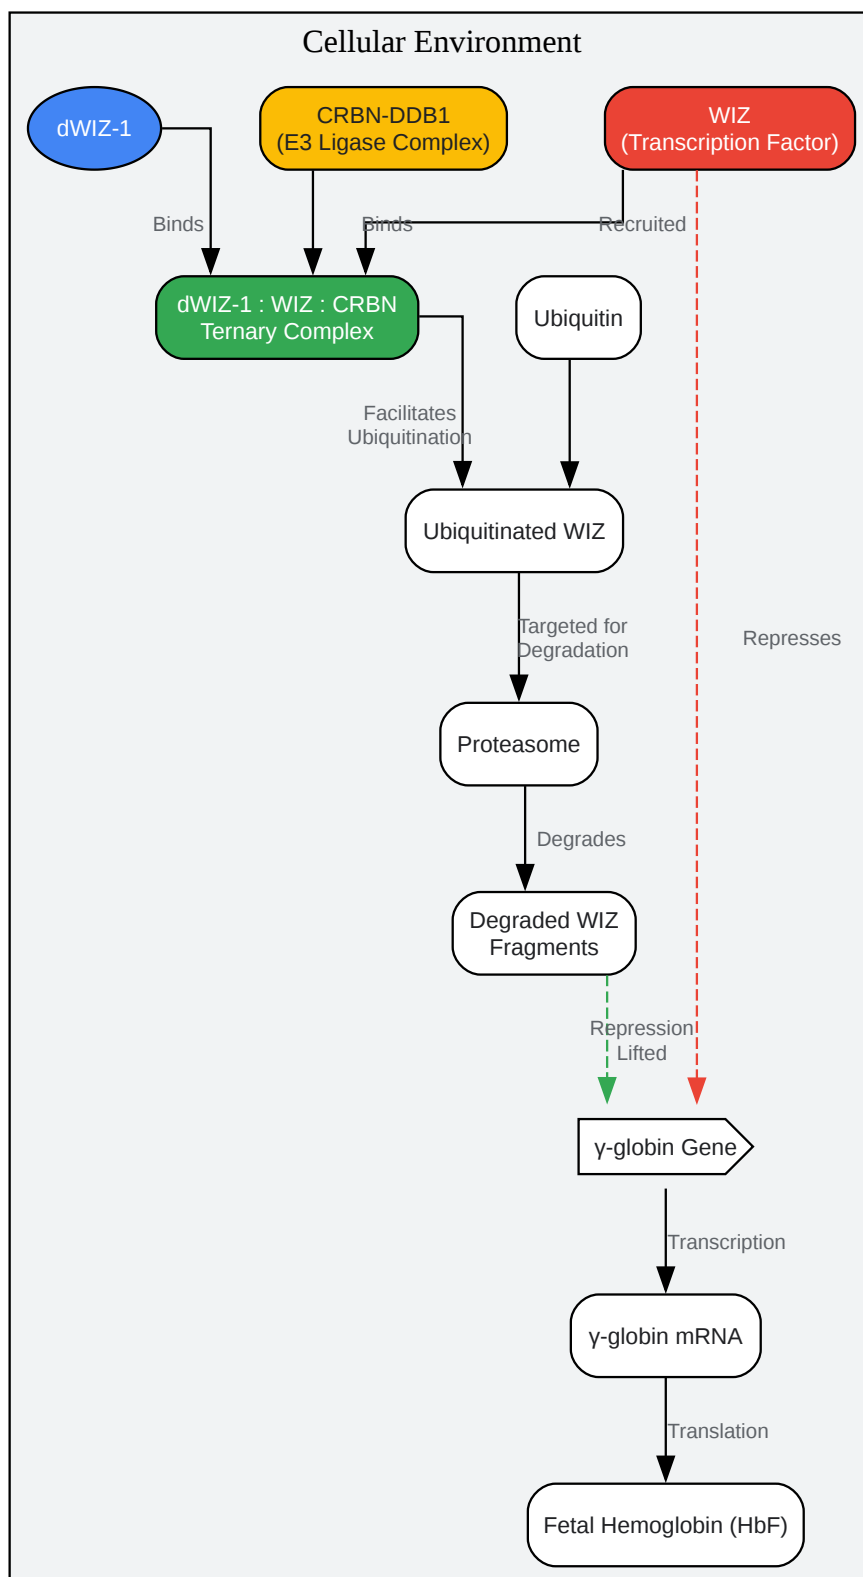 Cellular Environment
dWIZ-1
CRBN-DDB1
(E3 Ligase Complex)
WIZ
(Transcription Factor)
Binds
Binds
Recruited
dWIZ-1 : WIZ : CRBN
Ternary Complex
Ubiquitin
Facilitates
Ubiquitination
Ubiquitinated WIZ
Targeted for
Degradation
Represses
Proteasome
Degrades
Degraded WIZ
Fragments
Repression
Lifted
γ-globin Gene
Transcription
γ-globin mRNA
Translation
Fetal Hemoglobin (HbF)